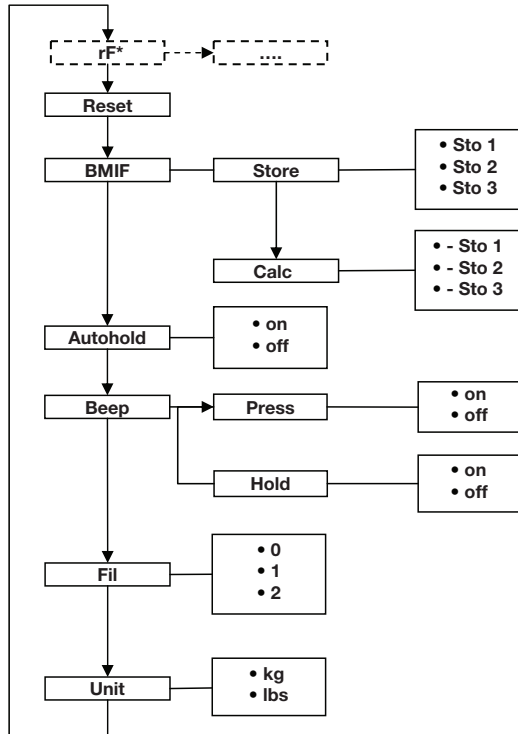 rF*
....
Reset
BMIF
Store
• Sto 1
• Sto 2
• Sto 3
Calc
• - Sto 1
• - Sto 2
• - Sto 3
Autohold
• on
• off
Beep
Press
• on
• off
Hold
• on
• off
Fil
• 0
• 1
• 2
Unit
• kg
• lbs